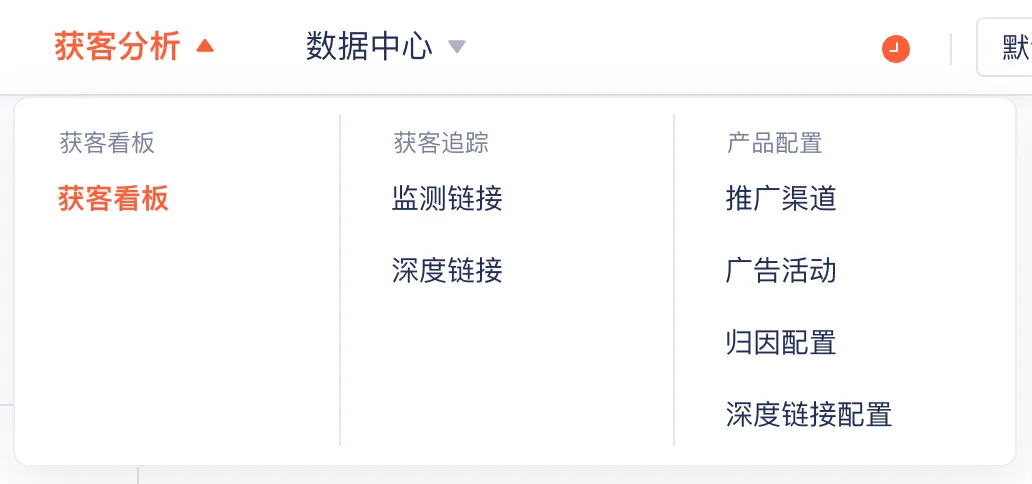 获客分析 数据中心 默
获客看板
获客看板
获客追踪
监测链接
深度链接
产品配置
推广渠道
广告活动
归因配置
深度链接配置